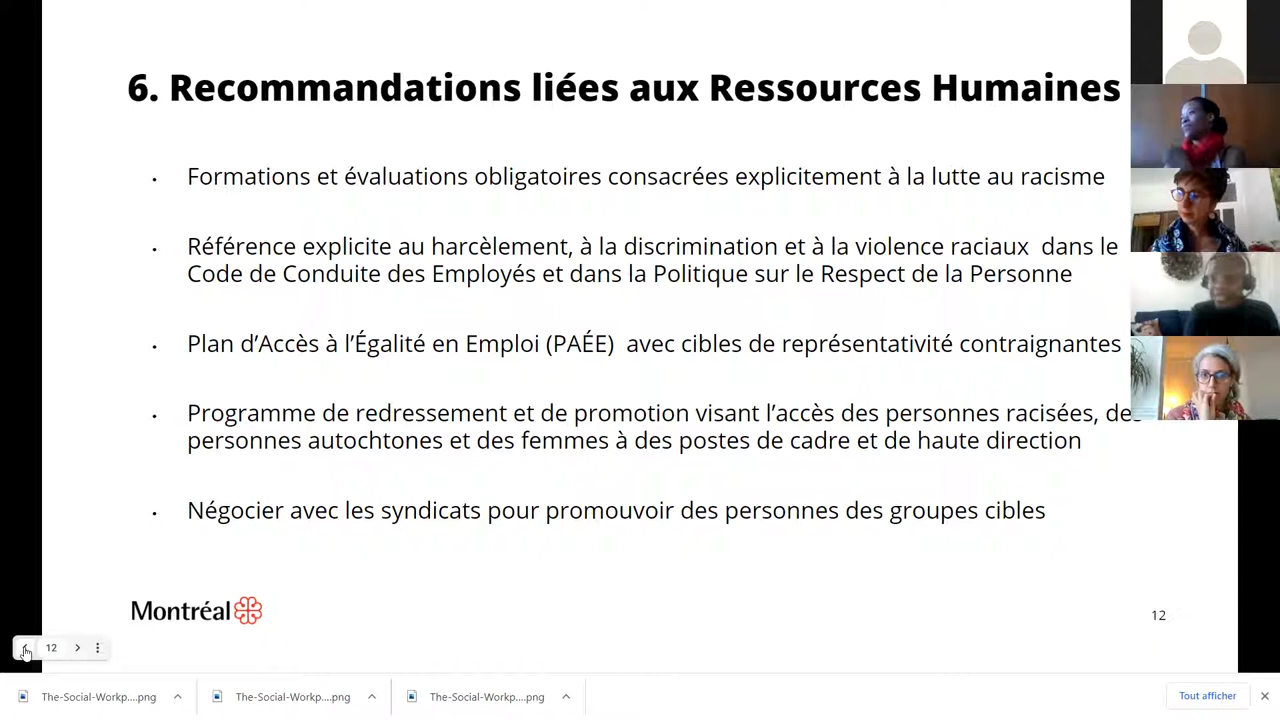 6. Recommandations liées aux Ressources Humaines
• Formations et évaluations obligatoires consacrées explicitement à la lutte au racisme
• Référence explicite au harcèlement, à la discrimination et à la violence raciaux dans le
Code de Conduite des Employés et dans la Politique sur le Respect de la Personne
• Plan d'Accès à l'Égalité en Emploi (PAÉE) avec cibles de représentativité contraignantes
• Programme de redressement et de promotion visant l'accès des personnes racisées,
personnes autochtones et des femmes à des postes de cadre et de haute direction
• Négocier avec les syndicats pour promouvoir des personnes des groupes cibles
Montréal
12
12
The-Social-Workp....png
The-Social-Workp....png
The-Social-Workp....png
Tout afficher